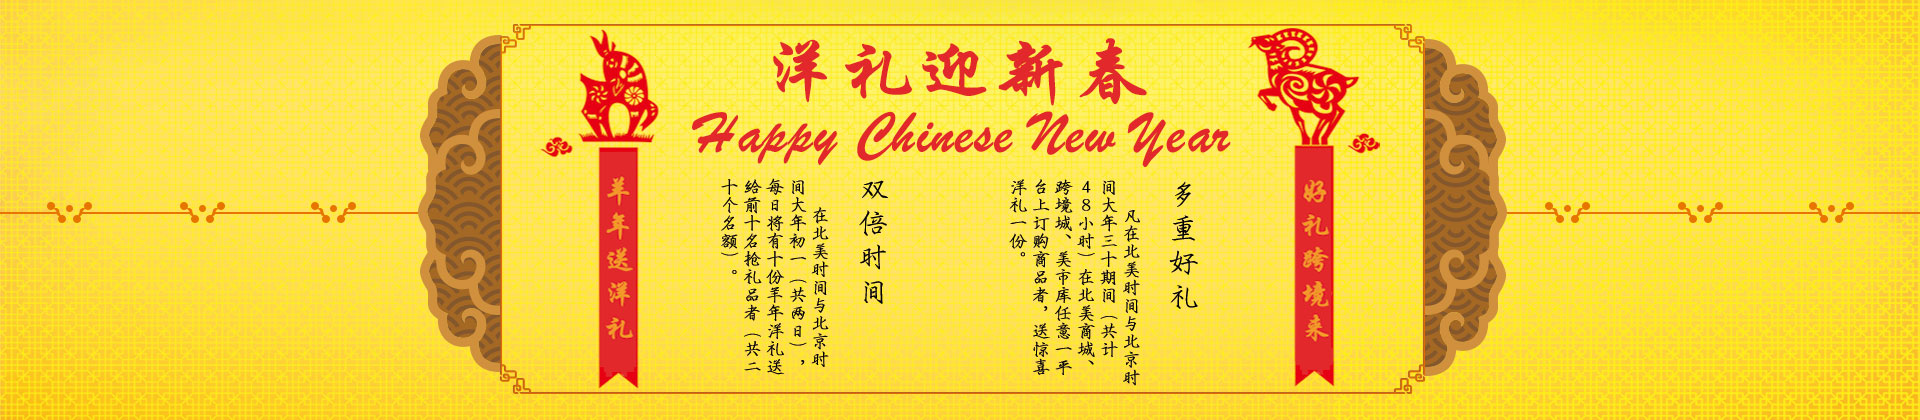 洋礼迎新春
Happy Chinese New Year
好礼跨境来
多重好礼
凡在北美时间与北京时
间大年三十期间（共计
48小时）在北美商城、
跨境城、美市库任意一平
台上订购商品者，送惊喜
洋礼一份。
双倍时间
在北美时间与北京时
间大年初一（共两日），
每日将有十份羊年洋礼送
给前十名抢礼品者（共二
十个名额）。
羊年送洋礼